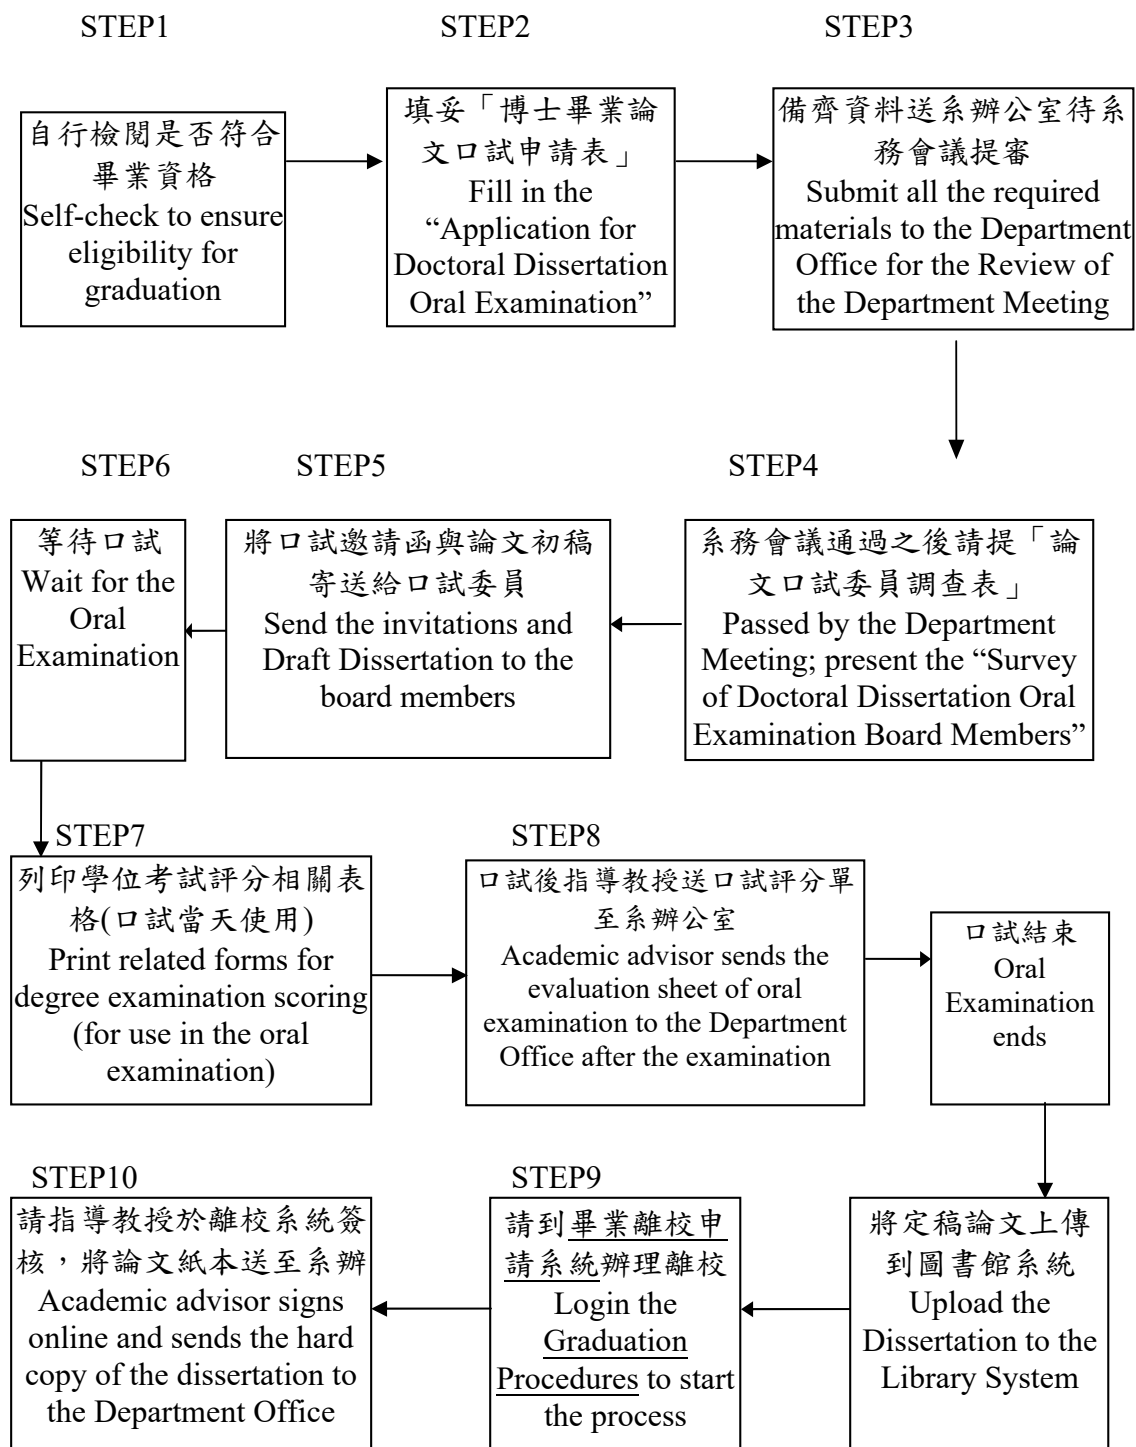 STEP1
自行檢閱是否符合
畢業資格
Self-check to ensure
eligibility for
graduation
STEP2
填妥「博士畢業論
文口試申請表」
Fill in the
“Application for
Doctoral Dissertation
Oral Examination”
STEP3
備齊資料送系辦公室待系
務會議提審
Submit all the required
materials to the Department
Office for the Review of
the Department Meeting
STEP4
系務會議通過之後請提「論
文口試委員調查表」
Passed by the Department
Meeting; present the “Survey
of Doctoral Dissertation Oral
Examination Board Members”
STEP5
將口試邀請函與論文初稿
寄送給口試委員
Send the invitations and
Draft Dissertation to the
board members
STEP6
等待口試
Wait for the
Oral
Examination
STEP7
列印學位考試評分相關表
格(口試當天使用)
Print related forms for
degree examination scoring
(for use in the oral
examination)
STEP8
口試後指導教授送口試評分單
至系辦公室
Academic advisor sends the
evaluation sheet of oral
examination to the Department
Office after the examination
口試結束
Oral
Examination
ends
將定稿論文上傳
到圖書館系統
Upload the
Dissertation to the
Library System
STEP9
請到畢業離校申
請系統辦理離校
Login the
Graduation
Procedures to start
the process
STEP10
請指導教授於離校系統簽
核，將論文紙本送至系辦
Academic advisor signs
online and sends the hard
copy of the dissertation to
the Department Office